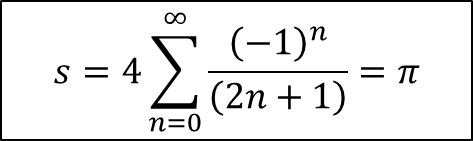 s = 4 ∑_{n=0}^{∞} (-1)^n / (2n + 1) = π